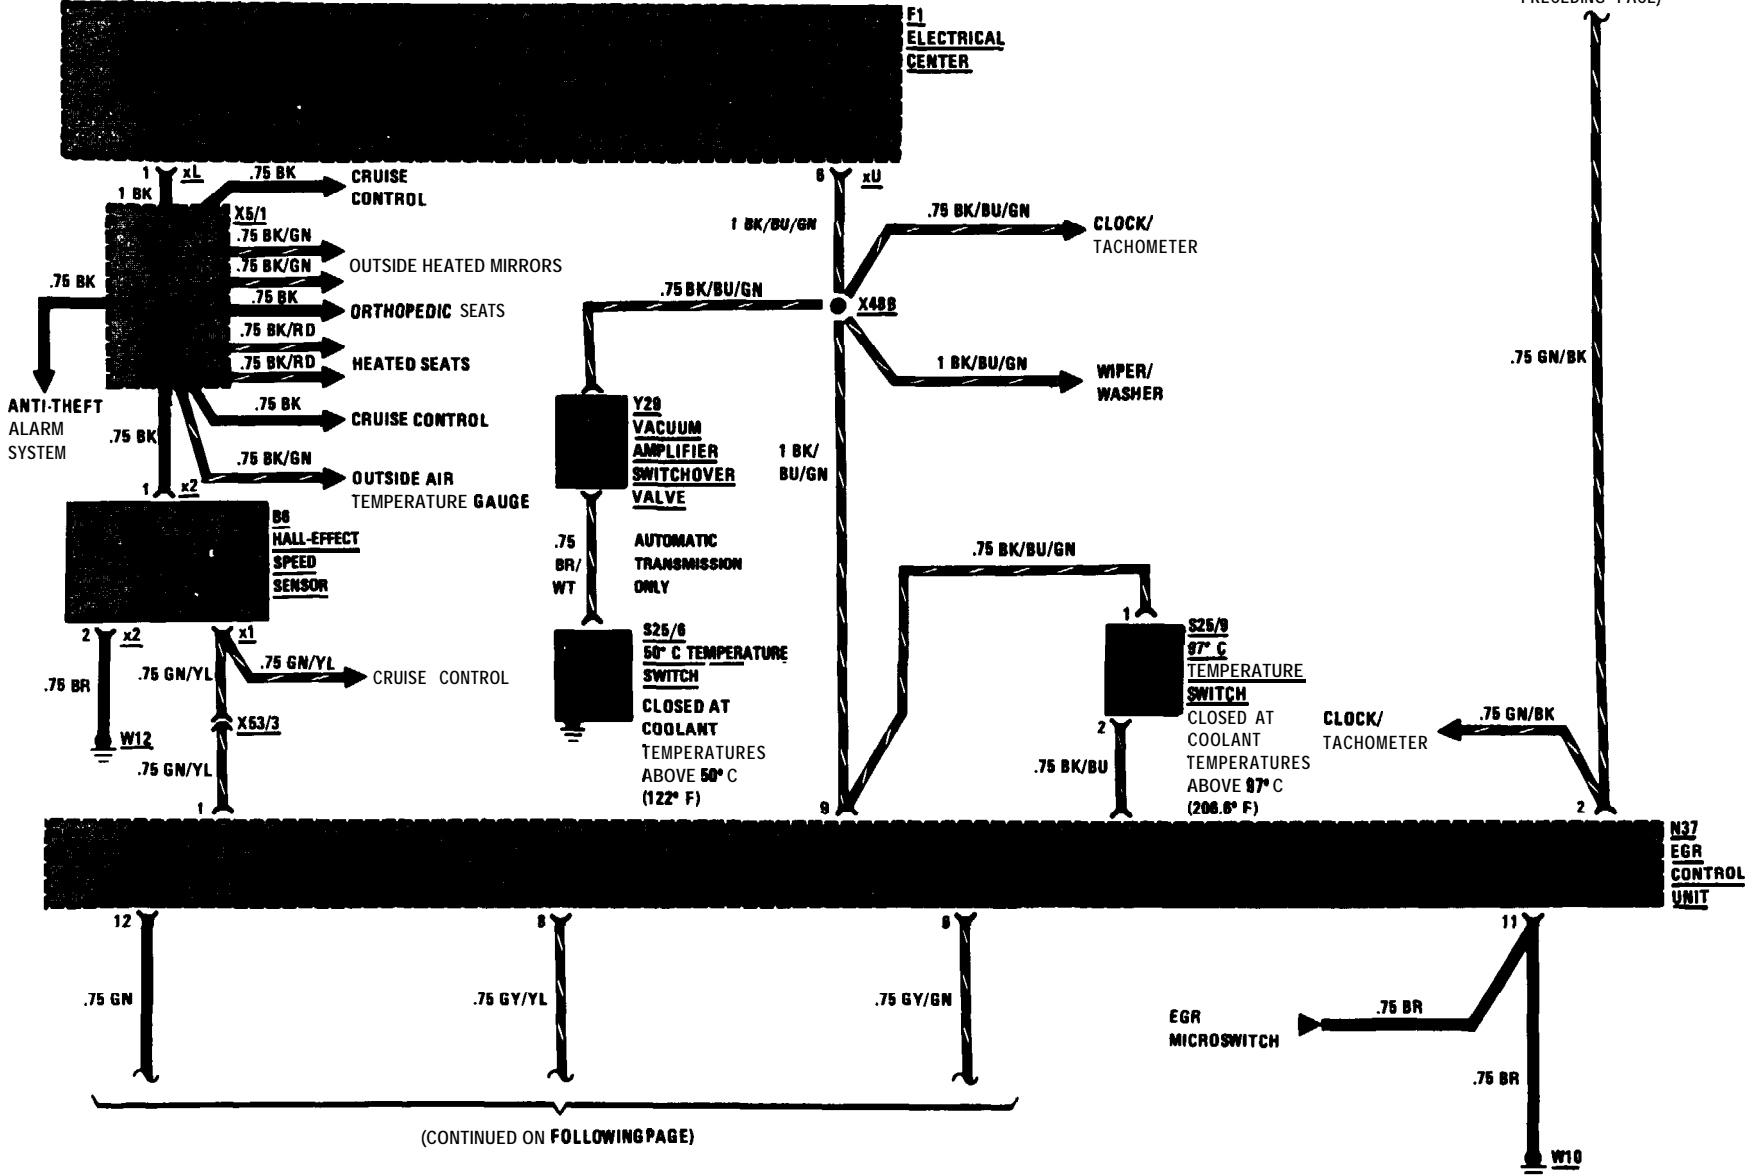 PRECEDING PAGE)
F1
ELECTRICAL
CENTER
1 xL
1 BK
.75 BK
CRUISE
CONTROL
X5/1
.75 BK/GN
.75 BK/GN
OUTSIDE HEATED MIRRORS
.75 BK
ORTHOPEDIC SEATS
.75 BK/RD
.75 BK/RD
HEATED SEATS
.75 BK
CRUISE CONTROL
.75 BK/GN
OUTSIDE AIR
TEMPERATURE GAUGE
.75 BK
ANTI-THEFT
ALARM
SYSTEM
.75 BK
1 x2
B6
HALL-EFFECT
SPEED
SENSOR
2 x2
.75 BR
W12
x1
.75 GN/YL
.75 GN/YL
CRUISE CONTROL
X53/3
.75 GN/YL
1
6 xU
1 BK/BU/GN
.75 BK/BU/GN
CLOCK/
TACHOMETER
.75 BK/BU/GN
X48B
1 BK/BU/GN
WIPER/
WASHER
Y29
VACUUM
AMPLIFIER
SWITCHOVER
VALVE
1 BK/
BU/GN
.75
BR/
WT
AUTOMATIC
TRANSMISSION
ONLY
S25/6
50° C TEMPERATURE
SWITCH
CLOSED AT
COOLANT
TEMPERATURES
ABOVE 50° C
(122° F)
9
.75 BK/BU/GN
1
S25/9
97° C
TEMPERATURE
SWITCH
CLOSED AT
COOLANT
TEMPERATURES
ABOVE 97° C
(206.6° F)
2
.75 BK/BU
.75 GN/BK
CLOCK/
TACHOMETER
.75 GN/BK
2
N37
EGR
CONTROL
UNIT
12
.75 GN
8
.75 GY/YL
6
.75 GY/GN
11
EGR
MICROSWITCH
.75 BR
.75 BR
W10
(CONTINUED ON FOLLOWING PAGE)